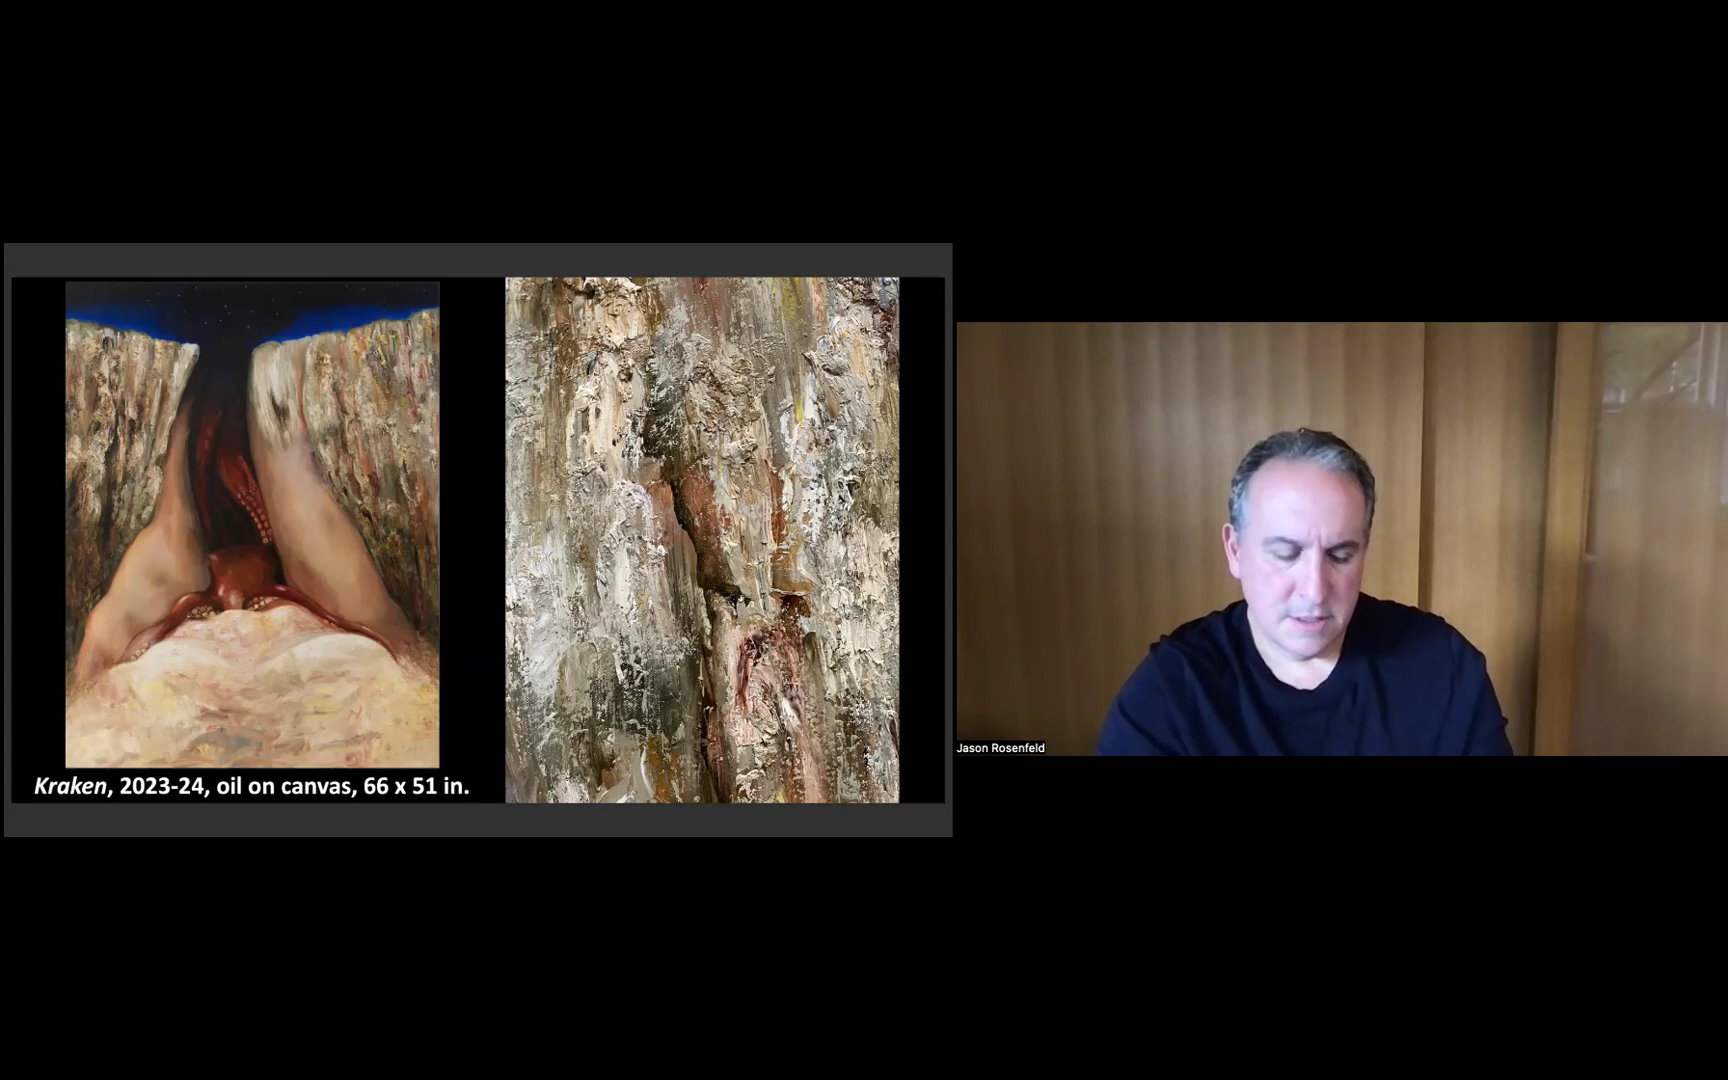 Kraken, 2023-24, oil on canvas, 66 x 51 in.
Jason Rosenfeld